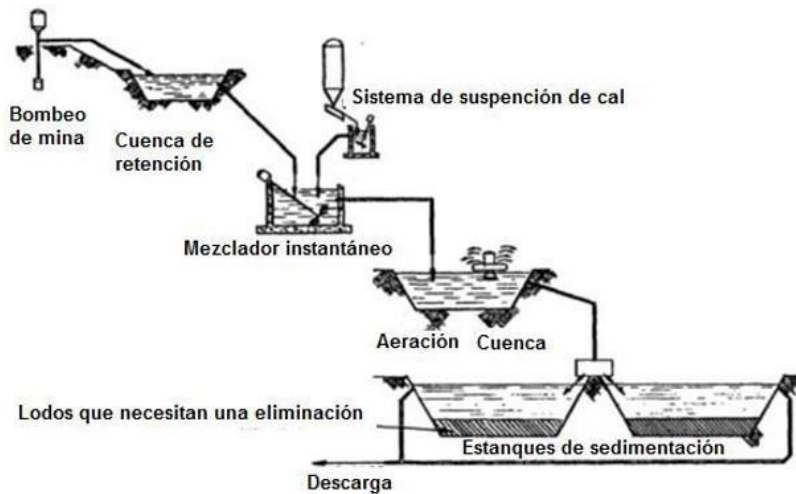 Sistema de suspención de cal
Bombeo
de mina
Cuenca de
retención
Mezclador instantáneo
Aeración
Cuenca
Lodos que necesitan una eliminación
Estanques de sedimentación
Descarga